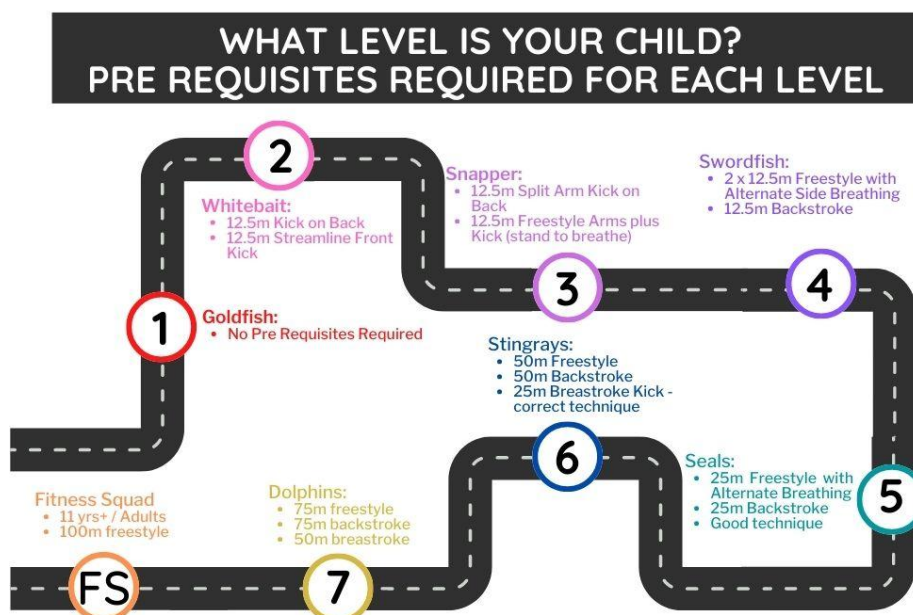 WHAT LEVEL IS YOUR CHILD?
PRE REQUISITES REQUIRED FOR EACH LEVEL
1
Goldfish:
• No Pre Requisites Required
2
Whitebait:
• 12.5m Kick on Back
• 12.5m Streamline Front
Kick
3
Snapper:
• 12.5m Split Arm Kick on
Back
• 12.5m Freestyle Arms plus
Kick (stand to breathe)
4
Swordfish:
• 2 x 12.5m Freestyle with
Alternate Side Breathing
• 12.5m Backstroke
5
Seals:
• 25m Freestyle with
Alternate Breathing
• 25m Backstroke
• Good technique
6
Stingrays:
• 50m Freestyle
• 50m Backstroke
• 25m Breastroke Kick -
correct technique
7
Dolphins:
• 75m freestyle
• 75m backstroke
• 50m breastroke
FS
Fitness Squad
• 11 yrs+ / Adults
• 100m freestyle